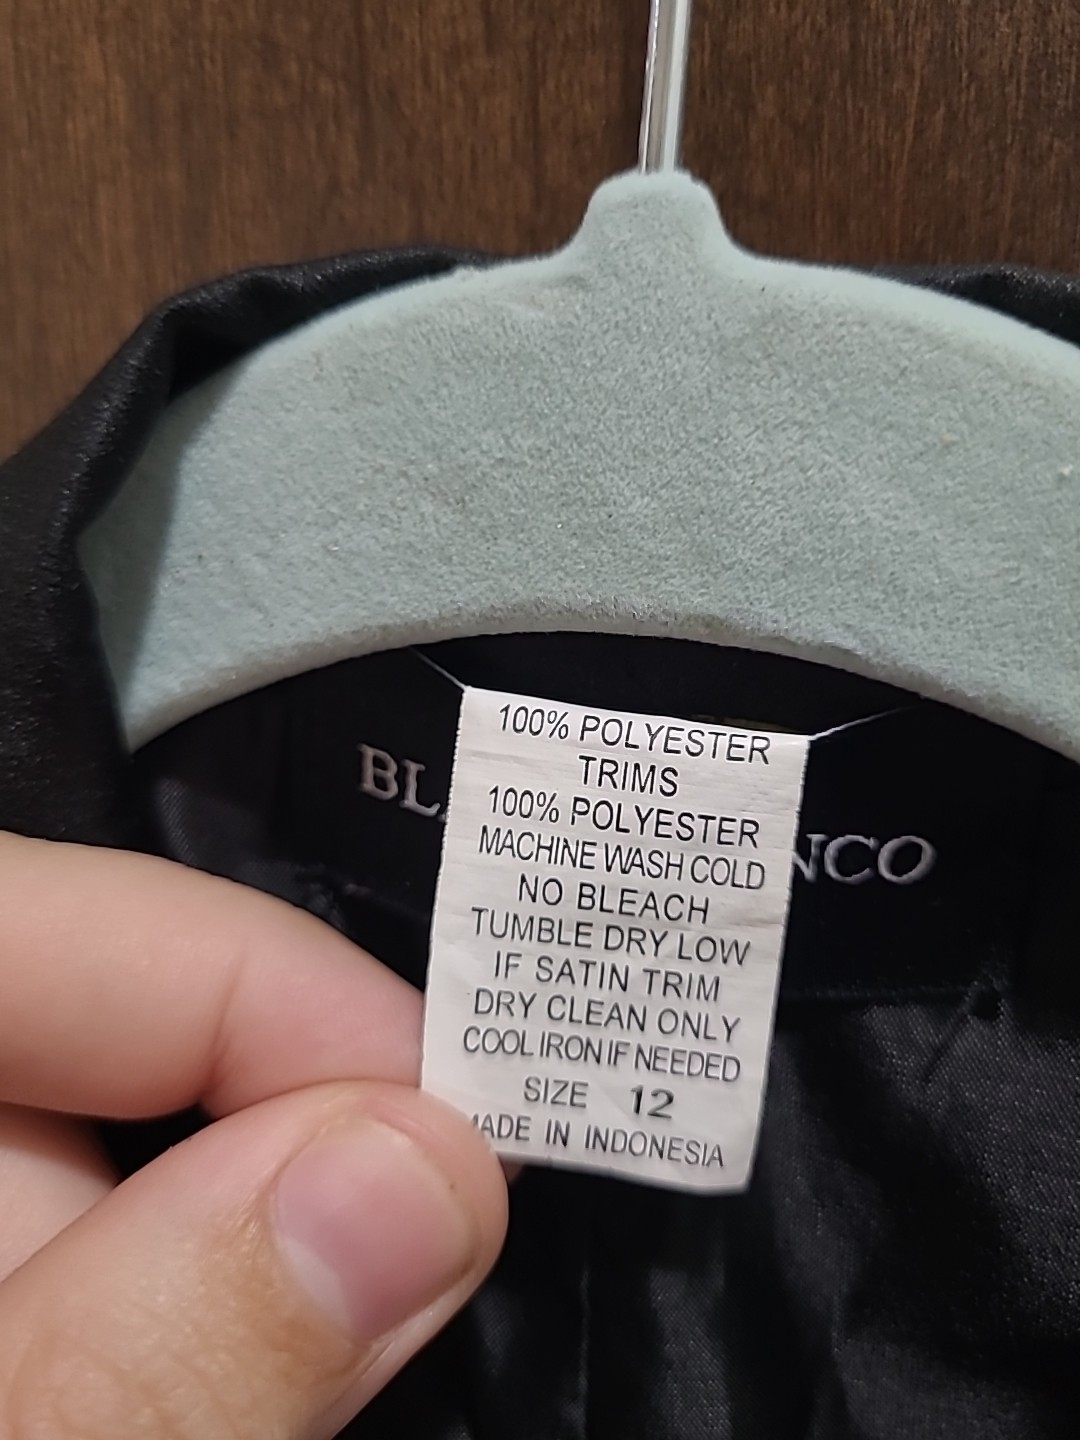 100% POLYESTER
TRIMS
100% POLYESTER
MACHINE WASH COLD
NO BLEACH
TUMBLE DRY LOW
IF SATIN TRIM
DRY CLEAN ONLY
COOL IRON IF NEEDED
SIZE 12
MADE IN INDONESIA